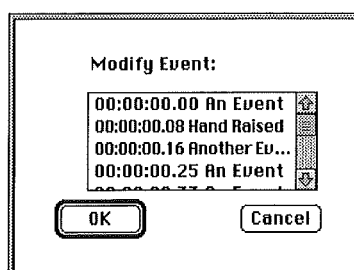 Modify Event:
00:00:00.00 An Event
00:00:00.08 Hand Raised
00:00:00.16 Another Ev...
00:00:00.25 An Event
OK
Cancel